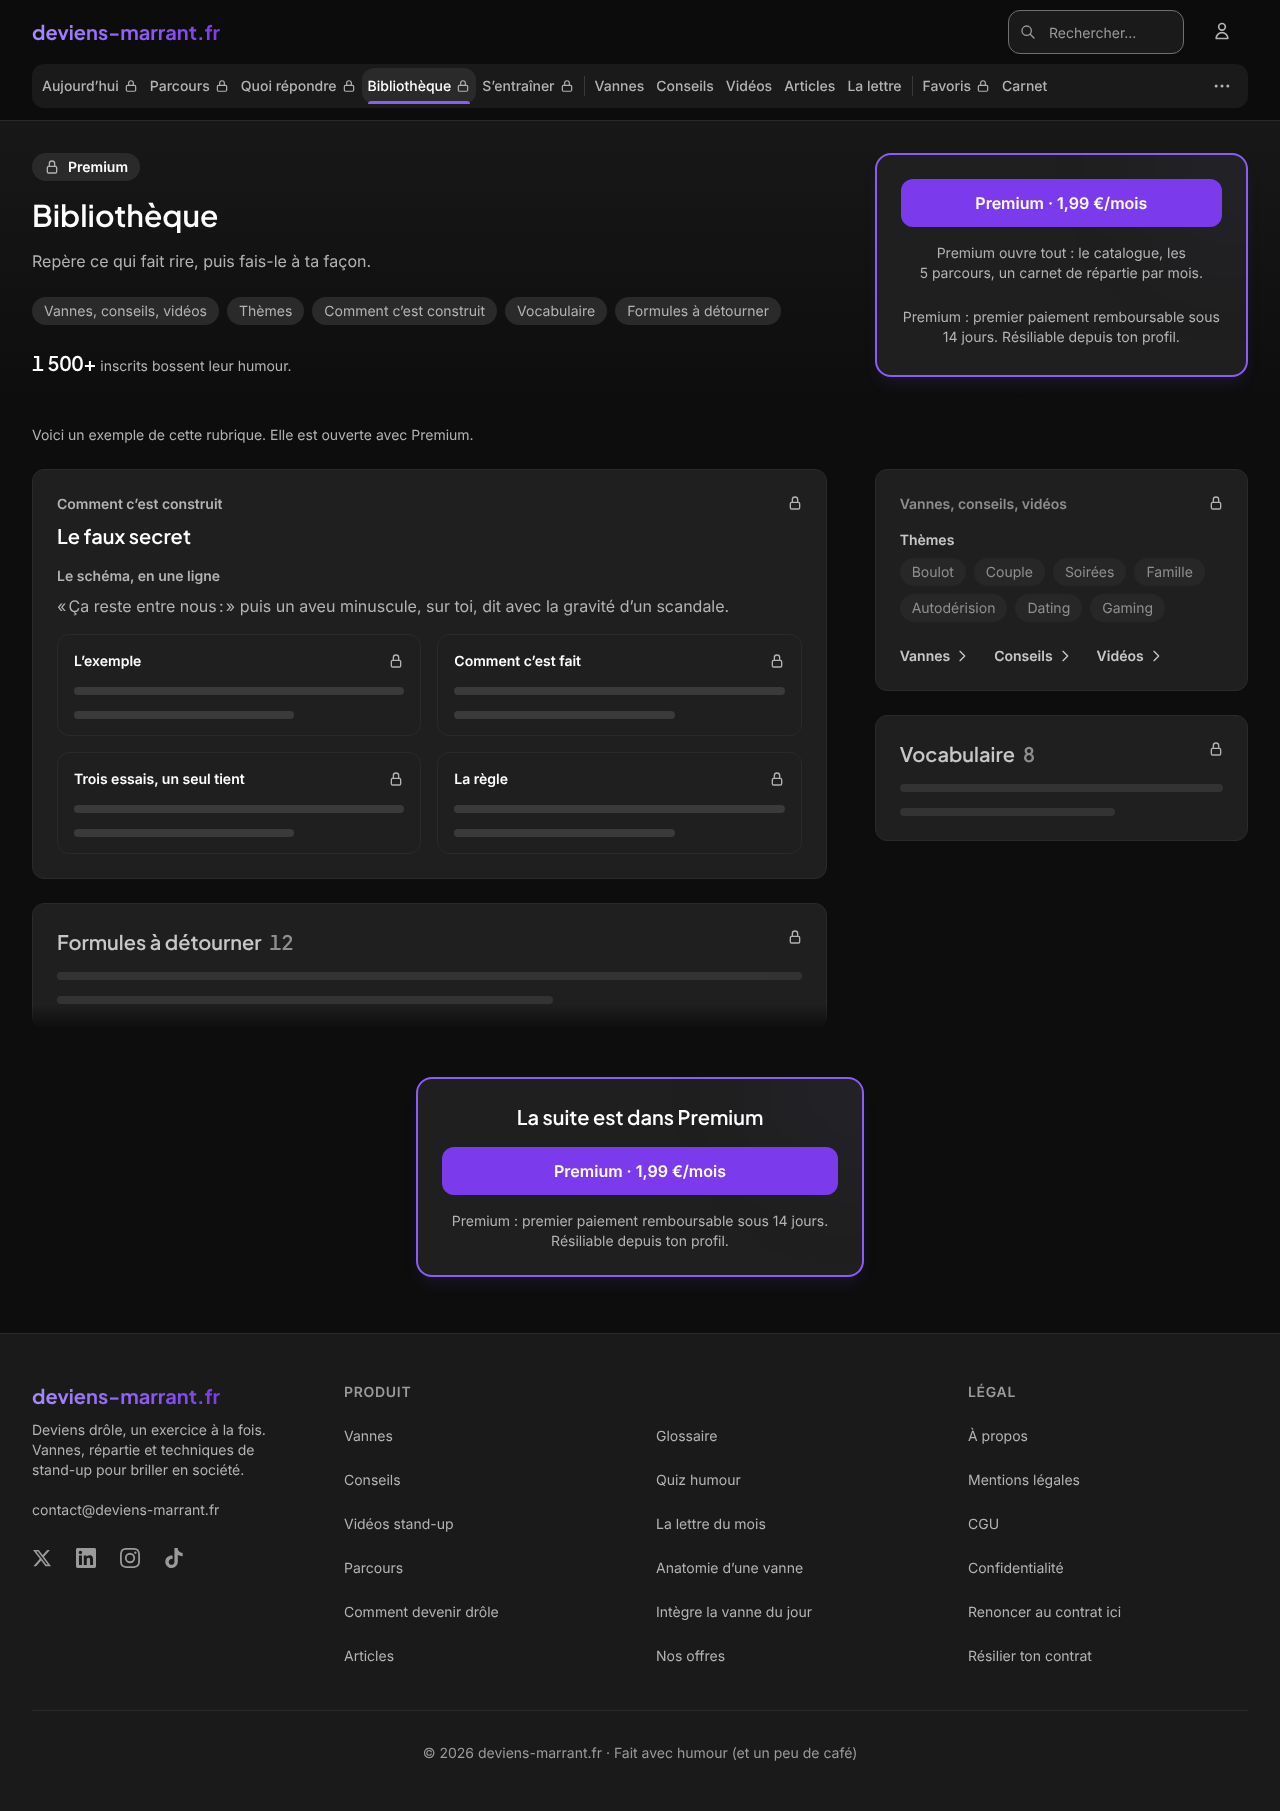 deviens-marrant.fr
Rechercher...
Aujourd’hui
Parcours
Quoi répondre
Bibliothèque
S’entraîner
Vannes
Conseils
Vidéos
Articles
La lettre
Favoris
Carnet
Premium
Bibliothèque
Repère ce qui fait rire, puis fais-le à ta façon.
Vannes, conseils, vidéos
Thèmes
Comment c’est construit
Vocabulaire
Formules à détourner
1 500+ inscrits bossent leur humour.
Premium · 1,99 €/mois
Premium ouvre tout : le catalogue, les
5 parcours, un carnet de répartie par mois.
Premium : premier paiement remboursable sous
14 jours. Résiliable depuis ton profil.
Voici un exemple de cette rubrique. Elle est ouverte avec Premium.
Comment c’est construit
Le faux secret
Le schéma, en une ligne
« Ça reste entre nous : » puis un aveu minuscule, sur toi, dit avec la gravité d’un scandale.
L’exemple
Comment c’est fait
Trois essais, un seul tient
La règle
Formules à détourner 12
Vannes, conseils, vidéos
Thèmes
Boulot
Couple
Soirées
Famille
Autodérision
Dating
Gaming
Vannes
Conseils
Vidéos
Vocabulaire 8
La suite est dans Premium
Premium · 1,99 €/mois
Premium : premier paiement remboursable sous 14 jours.
Résiliable depuis ton profil.
deviens-marrant.fr
Deviens drôle, un exercice à la fois.
Vannes, répartie et techniques de
stand-up pour briller en société.
contact@deviens-marrant.fr
PRODUIT
Vannes
Conseils
Vidéos stand-up
Parcours
Comment devenir drôle
Articles
Glossaire
Quiz humour
La lettre du mois
Anatomie d’une vanne
Intègre la vanne du jour
Nos offres
LÉGAL
À propos
Mentions légales
CGU
Confidentialité
Renoncer au contrat ici
Résilier ton contrat
© 2026 deviens-marrant.fr · Fait avec humour (et un peu de café)